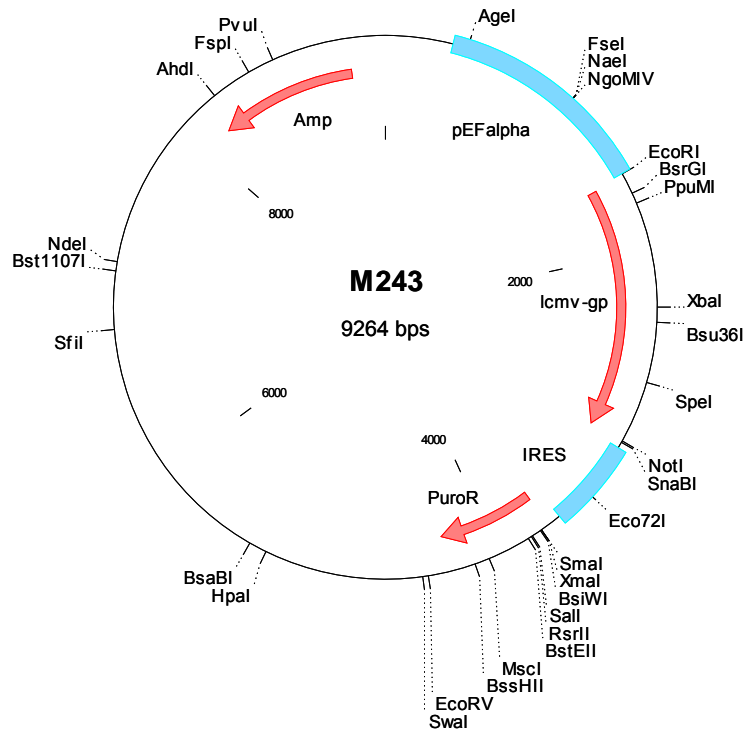 AgeI
FseI
NaeI
NgoMIV
EcoRI
BsrGI
PpuMI
XbaI
Bsu36I
SpeI
NotI
SnaBI
Eco72I
SmaI
XmaI
BsiWI
SalI
RsrII
BstEII
MscI
BssHII
EcoRV
SwaI
HpaI
BsaBI
SfiI
Bst1107I
NdeI
AhdI
FspI
PvuI
Amp
pEFalpha
8000
2000
lcmv-gp
M243
9264 bps
6000
4000
IRES
PuroR